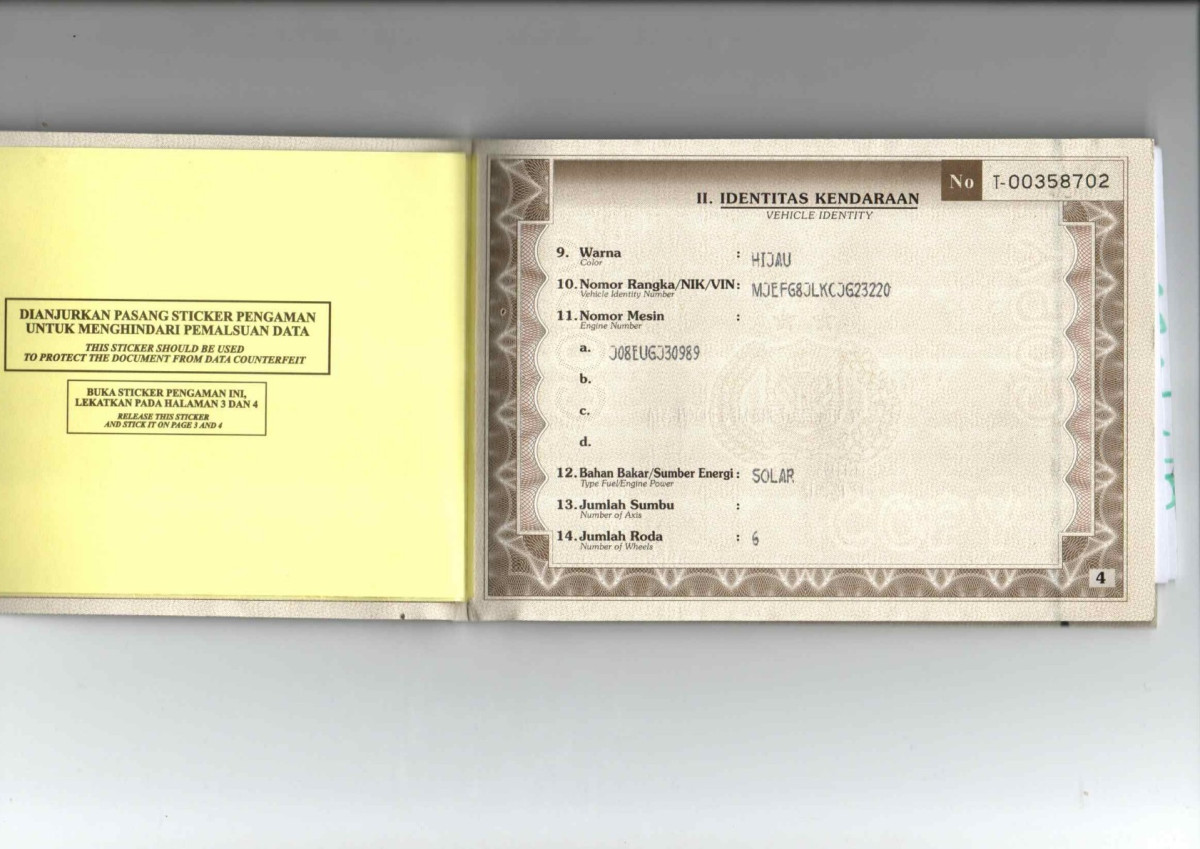 DIANJURKAN PASANG STICKER PENGAMAN
UNTUK MENGHINDARI PEMALSUAN DATA
THIS STICKER SHOULD BE USED
TO PROTECT THE DOCUMENT FROM DATA COUNTERFEIT
BUKA STICKER PENGAMAN INI,
LEKATKAN PADA HALAMAN 3 DAN 4
RELEASE THIS STICKER
AND STICK IT ON PAGE 3 AND 4
No T-00358702
II. IDENTITAS KENDARAAN
VEHICLE IDENTITY
9. Warna : HIJAU
Color
10. Nomor Rangka/NIK/VIN: MJEFG8JLKCJG23220
Vehicle Identity Number
11. Nomor Mesin :
Engine Number
a. J08EUGJ30989
b.
c.
d.
12. Bahan Bakar/Sumber Energi : SOLAR
Type Fuel/Engine Power
13. Jumlah Sumbu :
Number of Axis
14. Jumlah Roda : 6
Number of Wheels
4